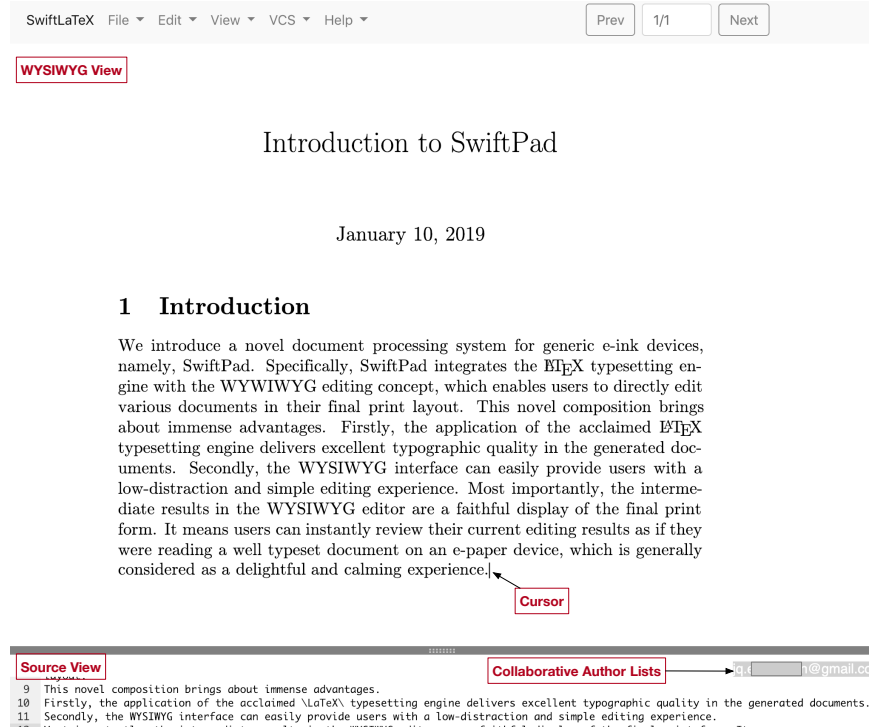 SwiftLaTeX File Edit View VCS Help Prev 1/1 Next
WYSIWYG View
Introduction to SwiftPad
January 10, 2019
1 Introduction
We introduce a novel document processing system for generic e-ink devices,
namely, SwiftPad. Specifically, SwiftPad integrates the LATEX typesetting en-
gine with the WYWIWYG editing concept, which enables users to directly edit
various documents in their final print layout. This novel composition brings
about immense advantages. Firstly, the application of the acclaimed LATEX
typesetting engine delivers excellent typographic quality in the generated doc-
uments. Secondly, the WYSIWYG interface can easily provide users with a
low-distraction and simple editing experience. Most importantly, the interme-
diate results in the WYSIWYG editor are a faithful display of the final print
form. It means users can instantly review their current editing results as if they
were reading a well typeset document on an e-paper device, which is generally
considered as a delightful and calming experience.
Cursor
Source View
Collaborative Author Lists
9 This novel composition brings about immense advantages.
10 Firstly, the application of the acclaimed \LaTeX\ typesetting engine delivers excellent typographic quality in the generated documents.
11 Secondly, the WYSIWYG interface can easily provide users with a low-distraction and simple editing experience.